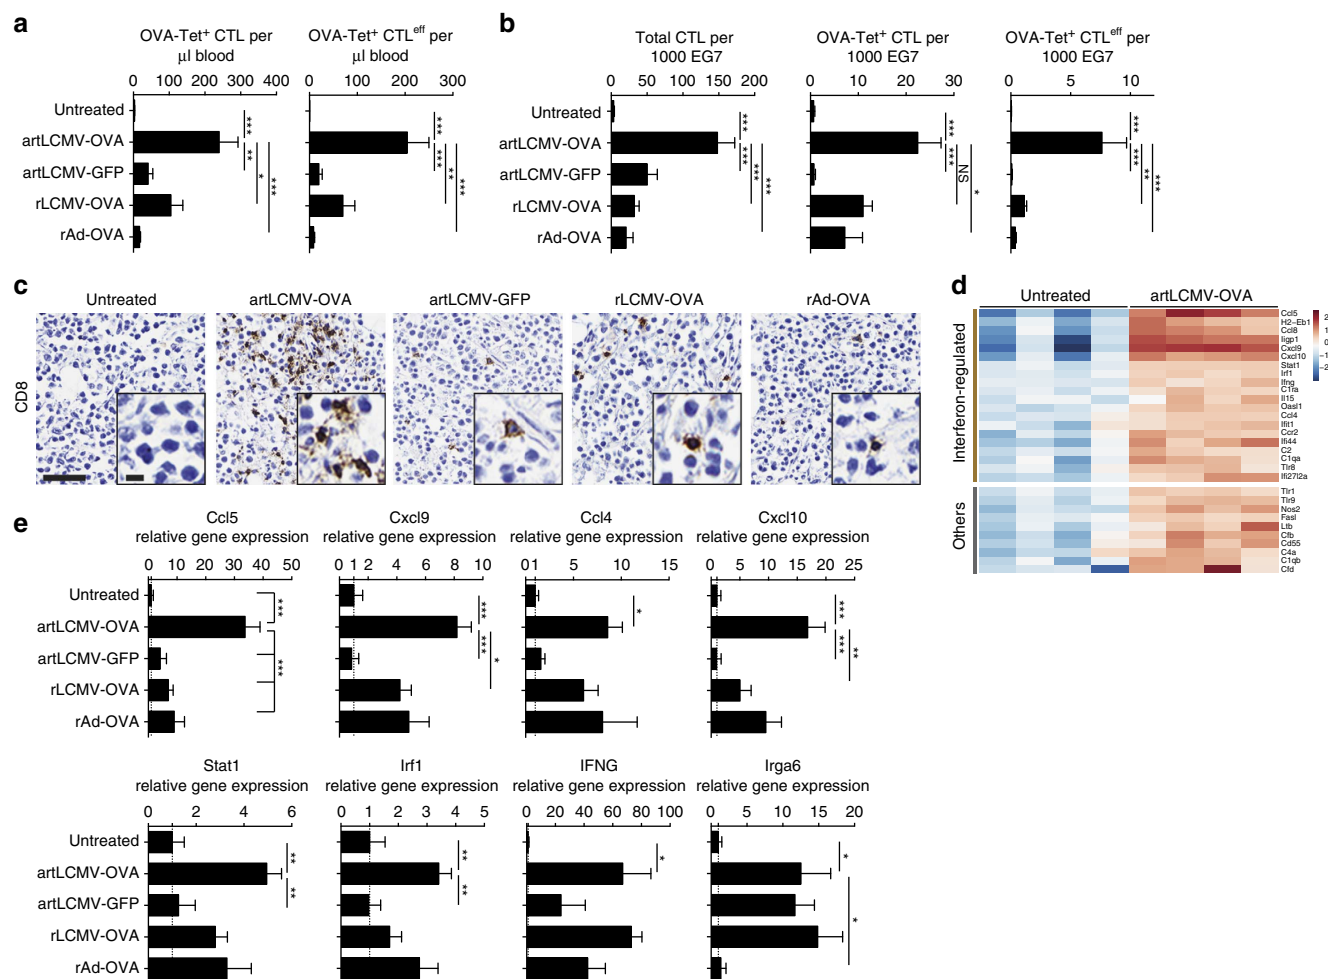 a
OVA-Tet+ CTL per
µl blood
0 100 200 300 400
OVA-Tet+ CTLeff per
µl blood
0 100 200 300
Untreated
artLCMV-OVA
artLCMV-GFP
rLCMV-OVA
rAd-OVA
***
**
*
***
***
***
**
***
b
Total CTL per
1000 EG7
0 50 100 150 200
OVA-Tet+ CTL per
1000 EG7
0 10 20 30
OVA-Tet+ CTLeff per
1000 EG7
0 5 10
Untreated
artLCMV-OVA
artLCMV-GFP
rLCMV-OVA
rAd-OVA
***
***
***
***
***
***
NS
*
***
***
**
***
c
Untreated
artLCMV-OVA
artLCMV-GFP
rLCMV-OVA
rAd-OVA
CD8
d
Untreated
artLCMV-OVA
Interferon-regulated
Ccl5
H2-Eb1
Ccl8
Iigp1
Cxcl9
Cxcl10
Stat1
Irf1
Ifng
C1ra
Il15
Oasl1
Ccl4
Ifit1
Ccr2
Ifi44
C2
C1qa
Tlr8
Ifi27l2a
Others
Tlr1
Tlr9
Nos2
Fasl
Ltb
Cfb
Cd55
C4a
C1qb
Cfd
2
1
0
−1
−2
e
Ccl5
relative gene expression
0 10 20 30 40 50
Cxcl9
relative gene expression
0 1 2 4 6 8 10
Ccl4
relative gene expression
0 1 5 10 15
Cxcl10
relative gene expression
0 5 10 15 20 25
Untreated
artLCMV-OVA
artLCMV-GFP
rLCMV-OVA
rAd-OVA
***
***
***
***
*
*
***
***
**
Stat1
relative gene expression
0 2 4 6
Irf1
relative gene expression
0 1 2 3 4 5
IFNG
relative gene expression
0 20 40 60 80 100
Irga6
relative gene expression
0 5 10 15 20
Untreated
artLCMV-OVA
artLCMV-GFP
rLCMV-OVA
rAd-OVA
**
**
**
**
*
*
*